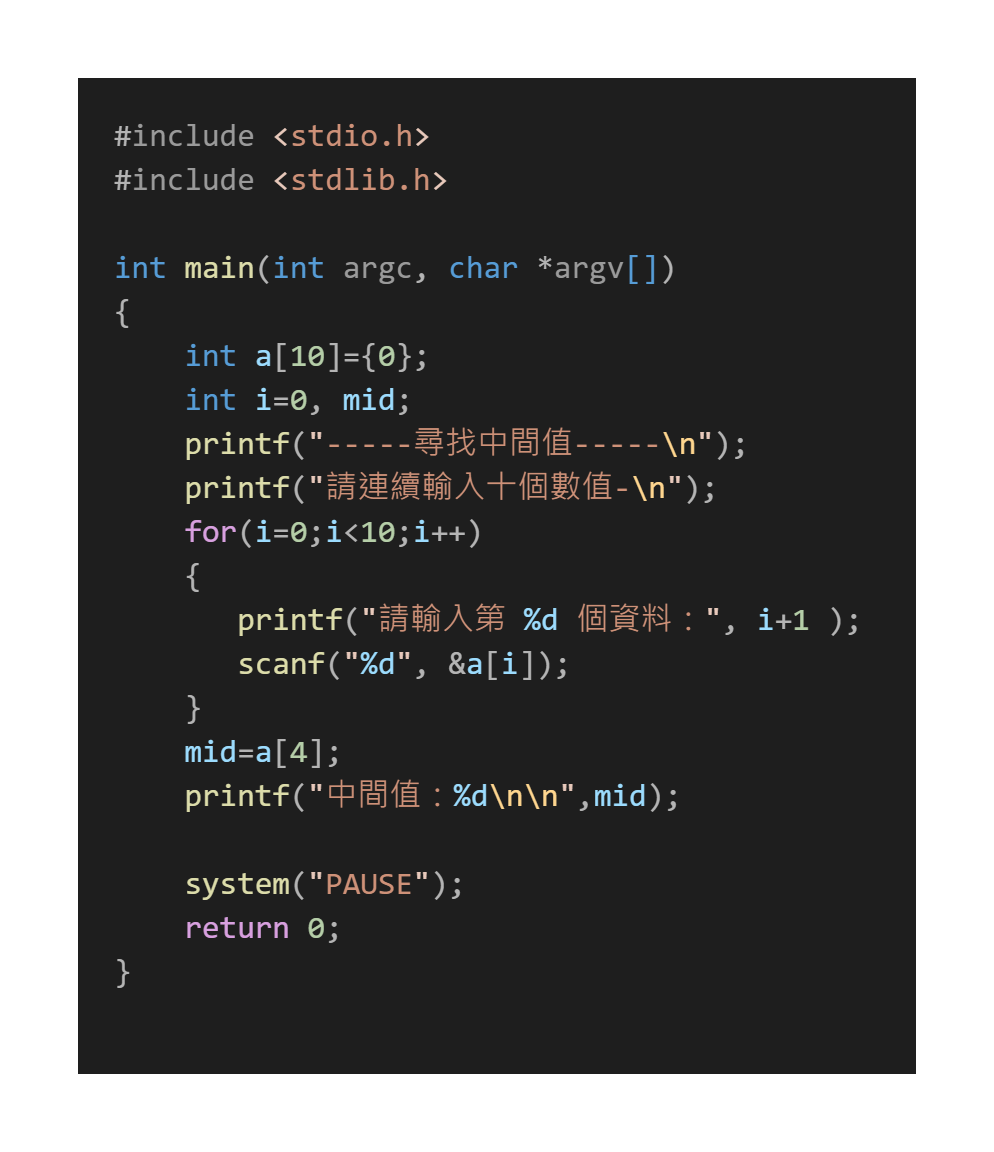 #include <stdio.h>
#include <stdlib.h>
int main(int argc, char *argv[])
{
int a[10]={0};
int i=0, mid;
printf("-----尋找中間值-----\n");
printf("請連續輸入十個數值-\n");
for(i=0;i<10;i++)
{
printf("請輸入第 %d 個資料：", i+1 );
scanf("%d", &a[i]);
}
mid=a[4];
printf("中間值：%d\n\n",mid);
system("PAUSE");
return 0;
}